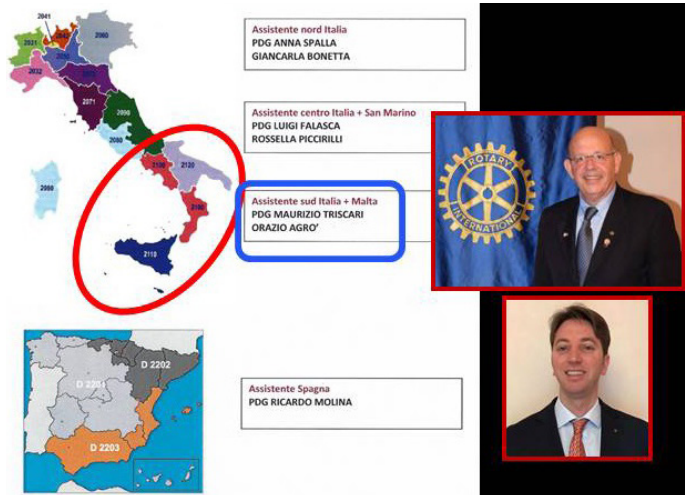 2041
2042
2060
2031
2050
2032
2072
2071
2090
2080
2080
2100
2120
2100
2110
Assistente nord Italia
PDG ANNA SPALLA
GIANCARLA BONETTA
Assistente centro Italia + San Marino
PDG LUIGI FALASCA
ROSSELLA PICCIRILLI
Assistente sud Italia + Malta
PDG MAURIZIO TRISCARI
ORAZIO AGRO'
ROTARY
INTERNATIONAL
D 2202
D 2201
D 2203
Assistente Spagna
PDG RICARDO MOLINA